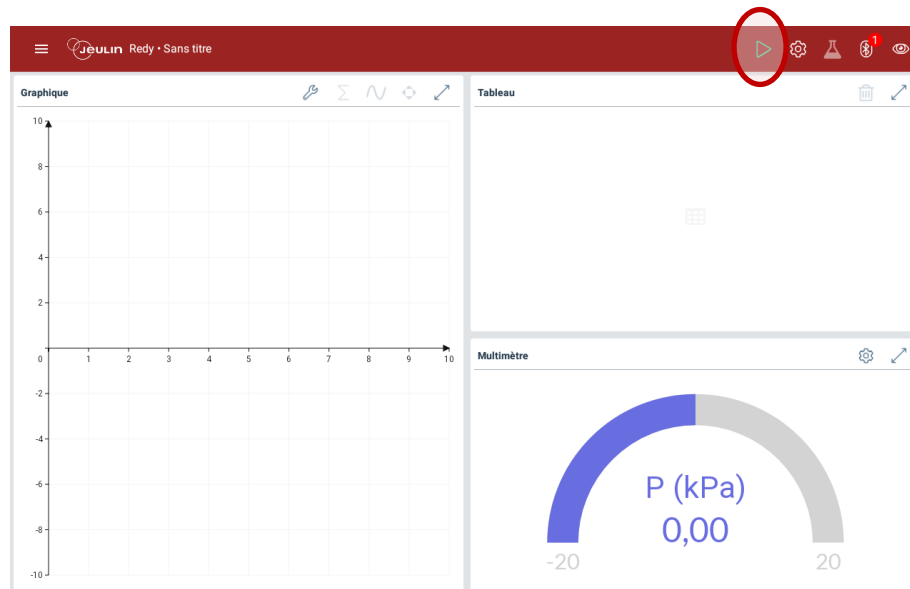 Jeulin Redy • Sans titre
1
Graphique
Tableau
10
8
6
4
2
0 1 2 3 4 5 6 7 8 9 10
-2
-4
-6
-8
-10
Multimètre
P (kPa)
0,00
-20 20